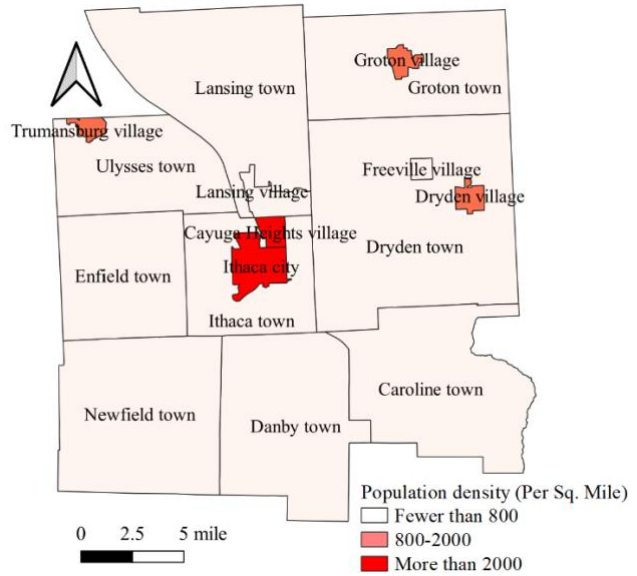 Groton village
Lansing town
Groton town
Trumansburg village
Ulysses town
Freeville village
Lansing village
Dryden village
Cayuga Heights village
Dryden town
Ithaca city
Enfield town
Ithaca town
Caroline town
Newfield town
Danby town
Population density (Per Sq. Mile)
Fewer than 800
800-2000
More than 2000
0 2.5 5 mile